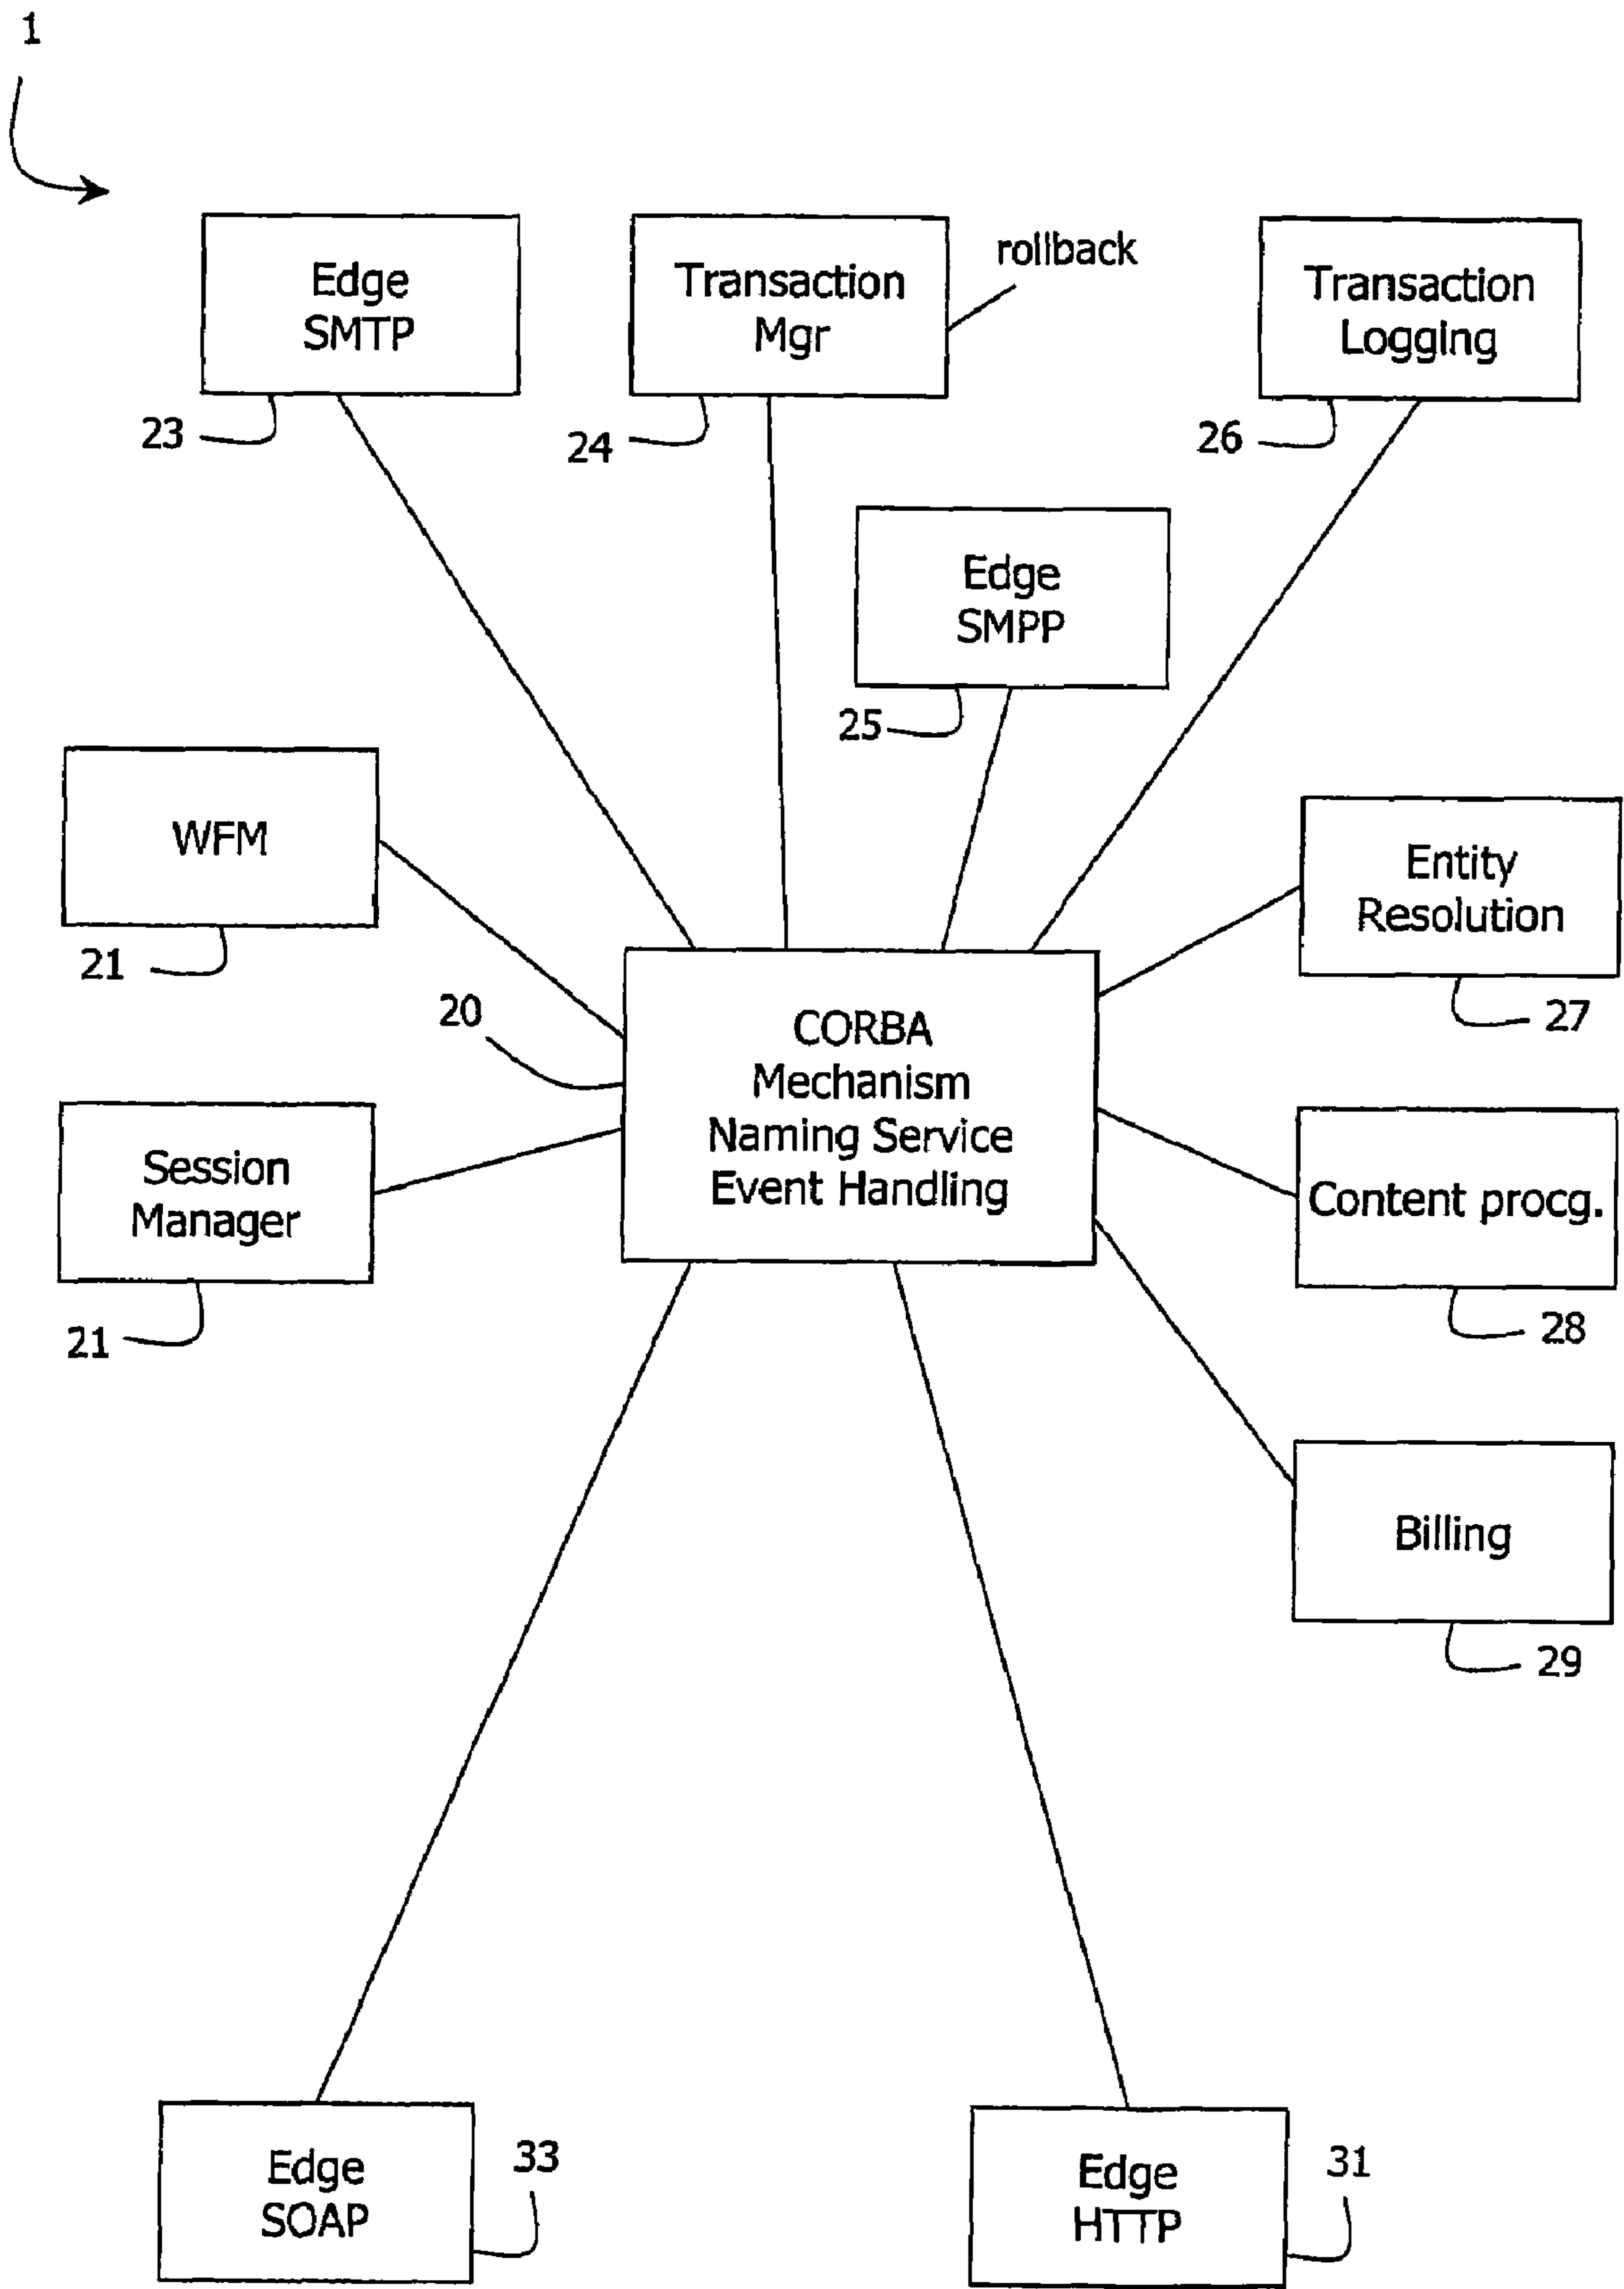 1
Edge
SMTP
23
Transaction
Mgr
24
rollback
Transaction
Logging
26
Edge
SMPP
25
WFM
21
Entity
Resolution
27
20
CORBA
Mechanism
Naming Service
Event Handling
Session
Manager
21
Content procg.
28
Billing
29
Edge
SOAP
33
Edge
HTTP
31